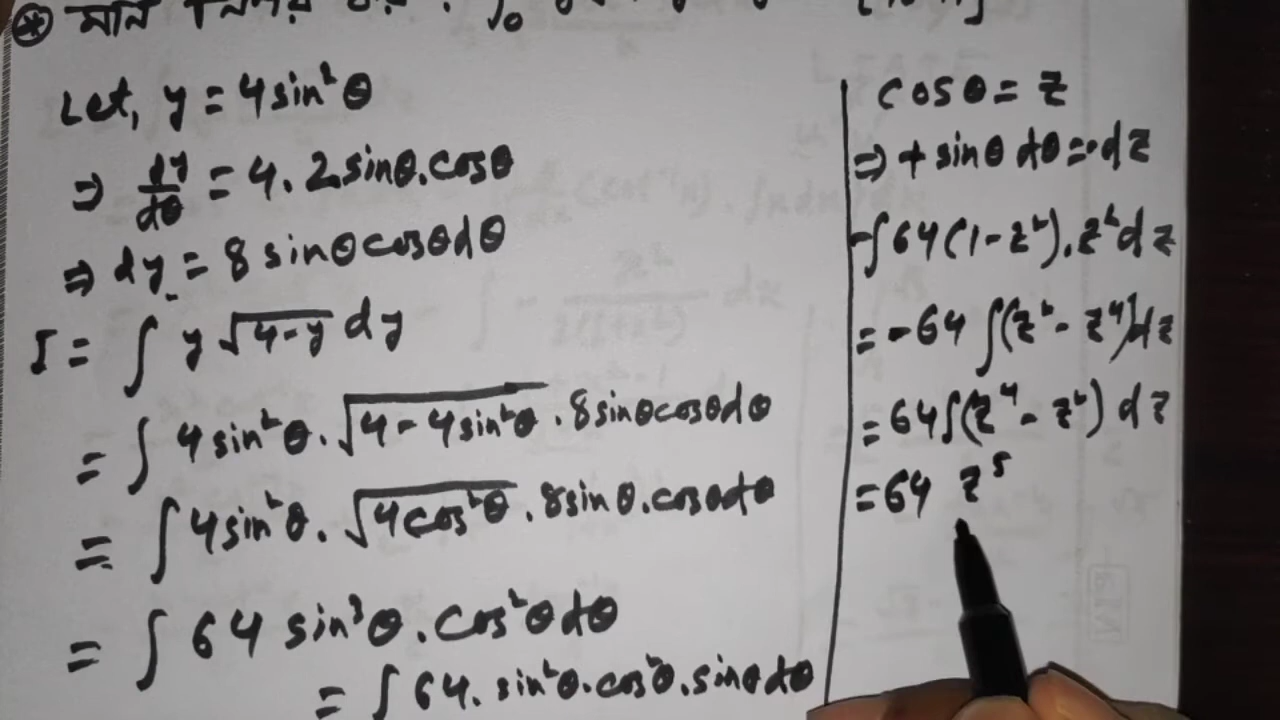 মান
Let, y = 4sin²θ
⇒ dy/dθ = 4.2sinθ.cosθ
⇒ dy = 8 sinθcosθdθ
I = ∫ y √(4-y) dy
= ∫ 4sin²θ.√(4-4sin²θ).8sinθcosθdθ
= ∫ 4sin²θ.√(4cos²θ).8sinθ.cosθdθ
= ∫ 64 sin³θ.cos²θdθ
= ∫ 64.sin²θ.cos²θ.sinθdθ
cosθ = z
⇒ + sinθ dθ = -dz
-∫64(1-z²).z²dz
= -64 ∫(z²-z⁴)dz
= 64∫(z⁴-z²) dz
= 64 z⁵